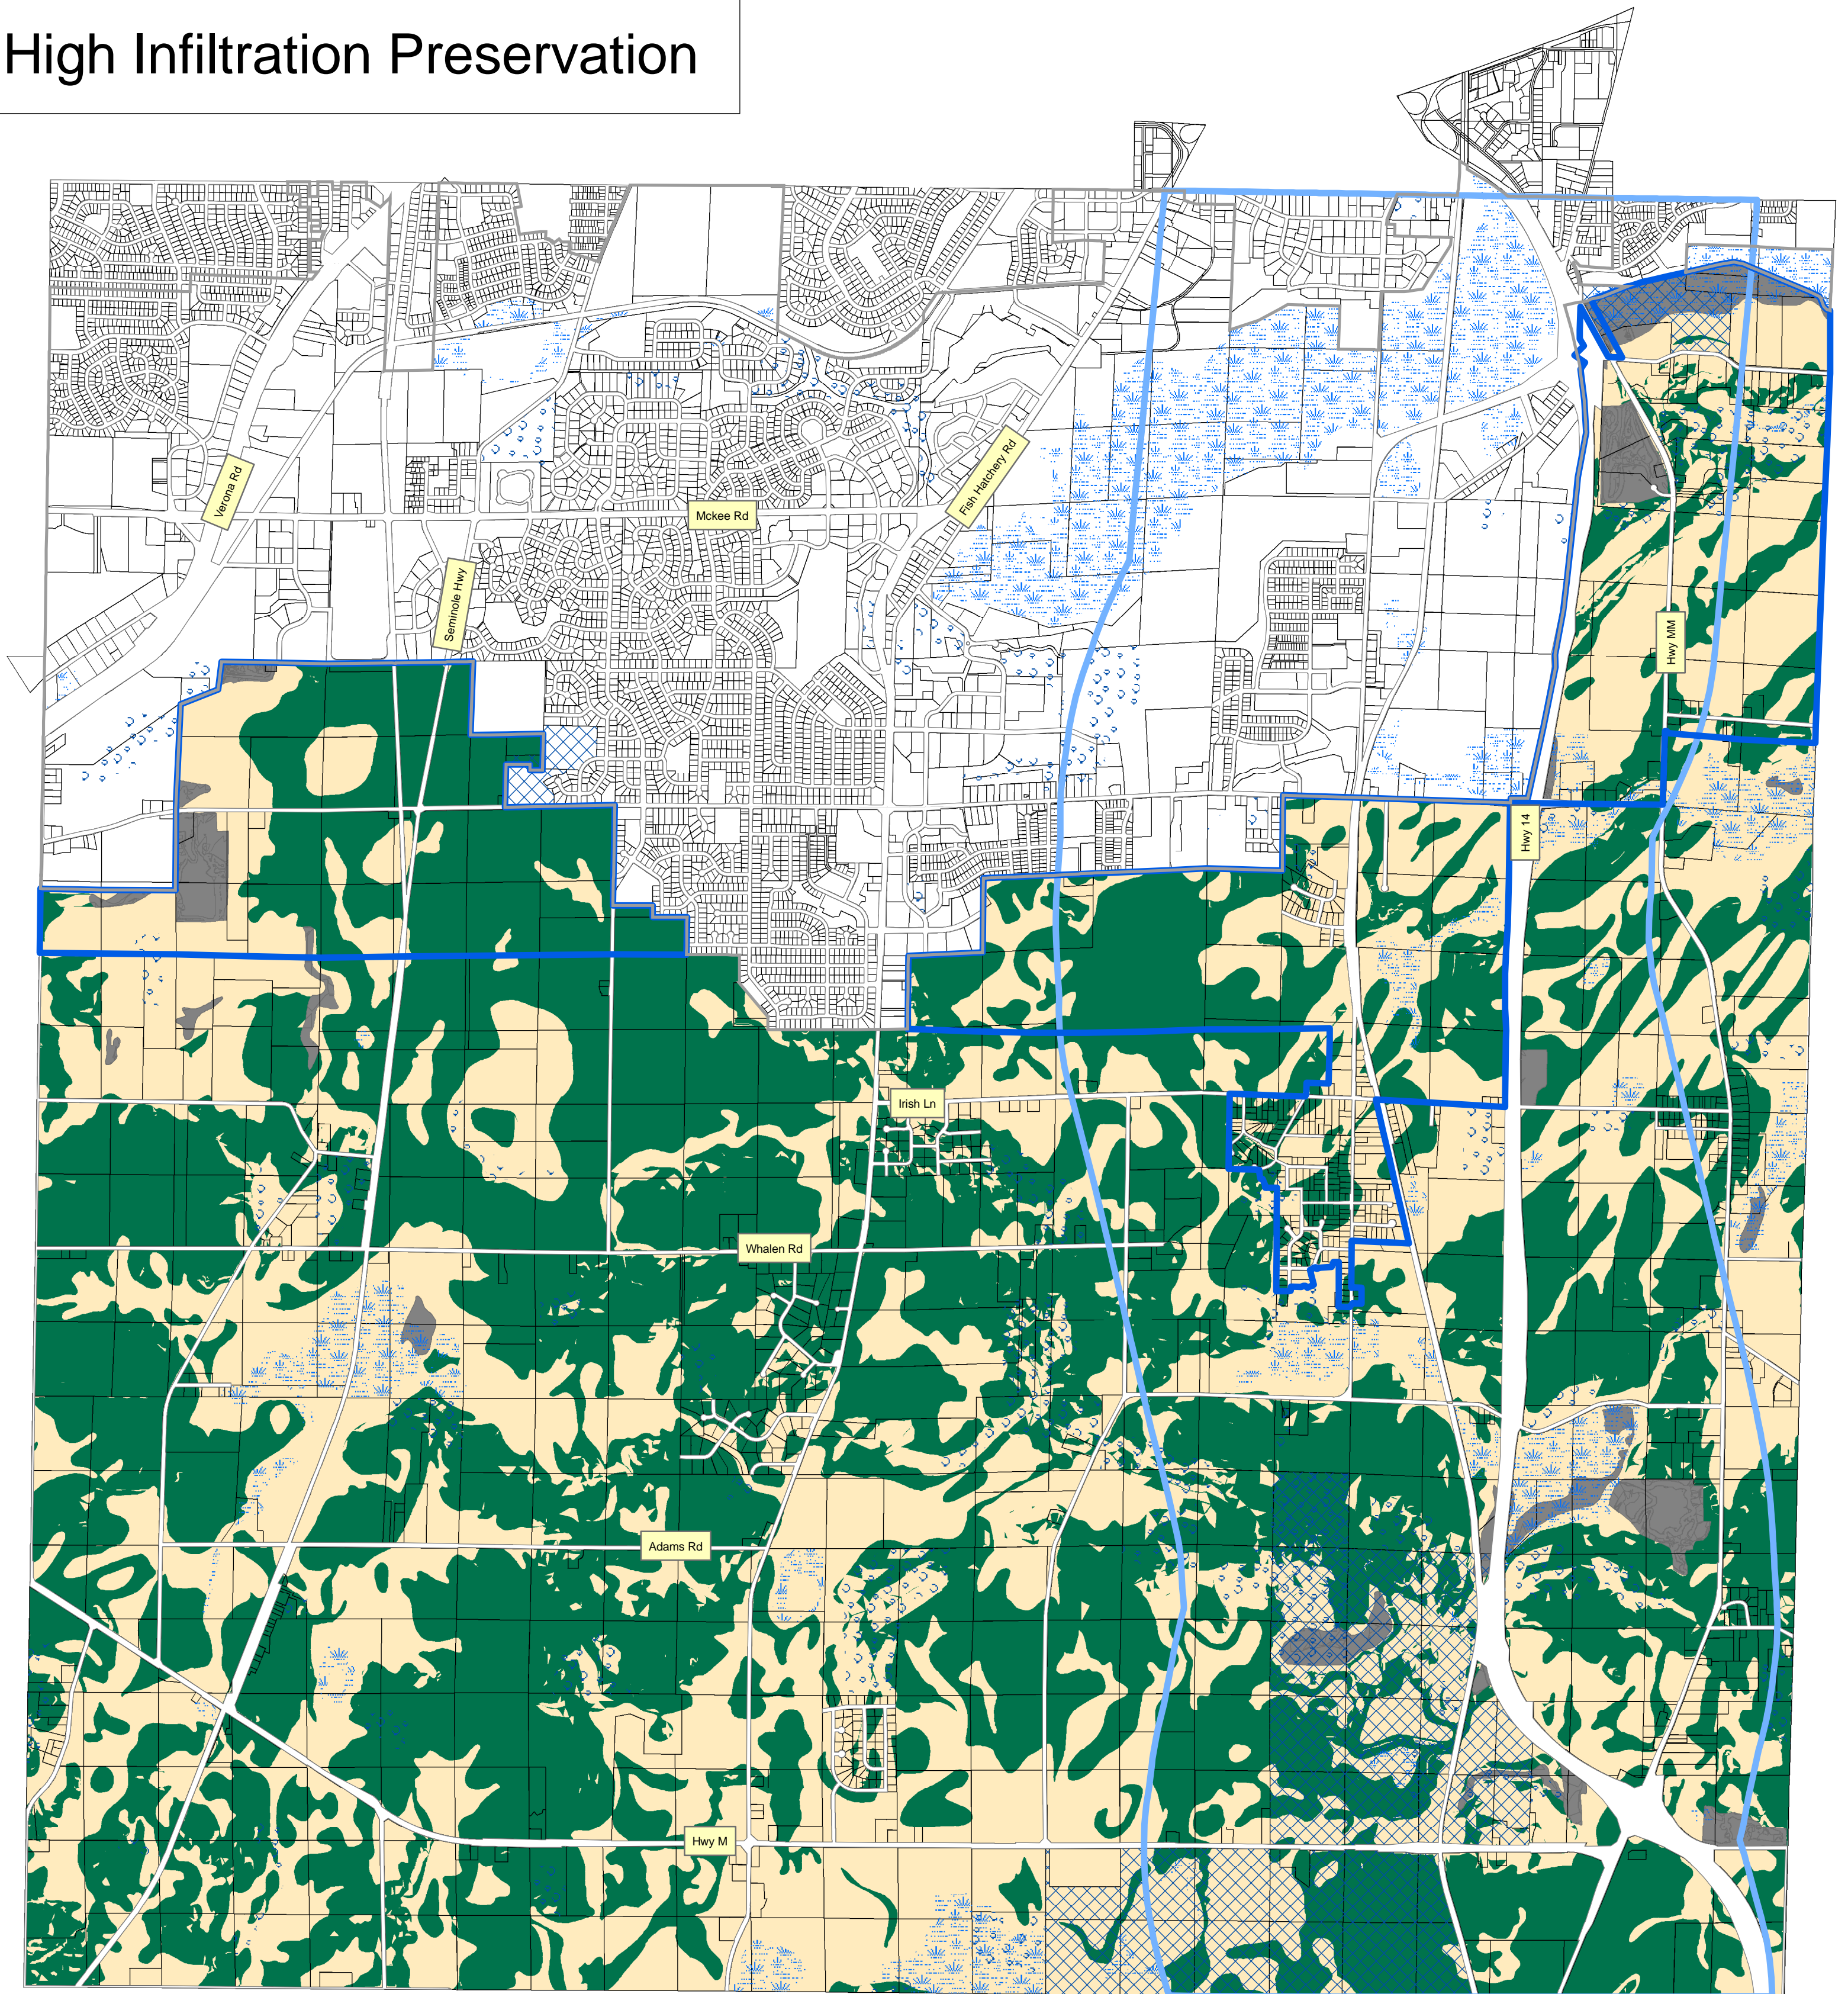 High Infiltration Preservation
Verona Rd
Mckee Rd
Fish Hatchery Rd
Seminole Hwy
Hwy MM
Hwy 14
Irish Ln
Whalen Rd
Adams Rd
Hwy M